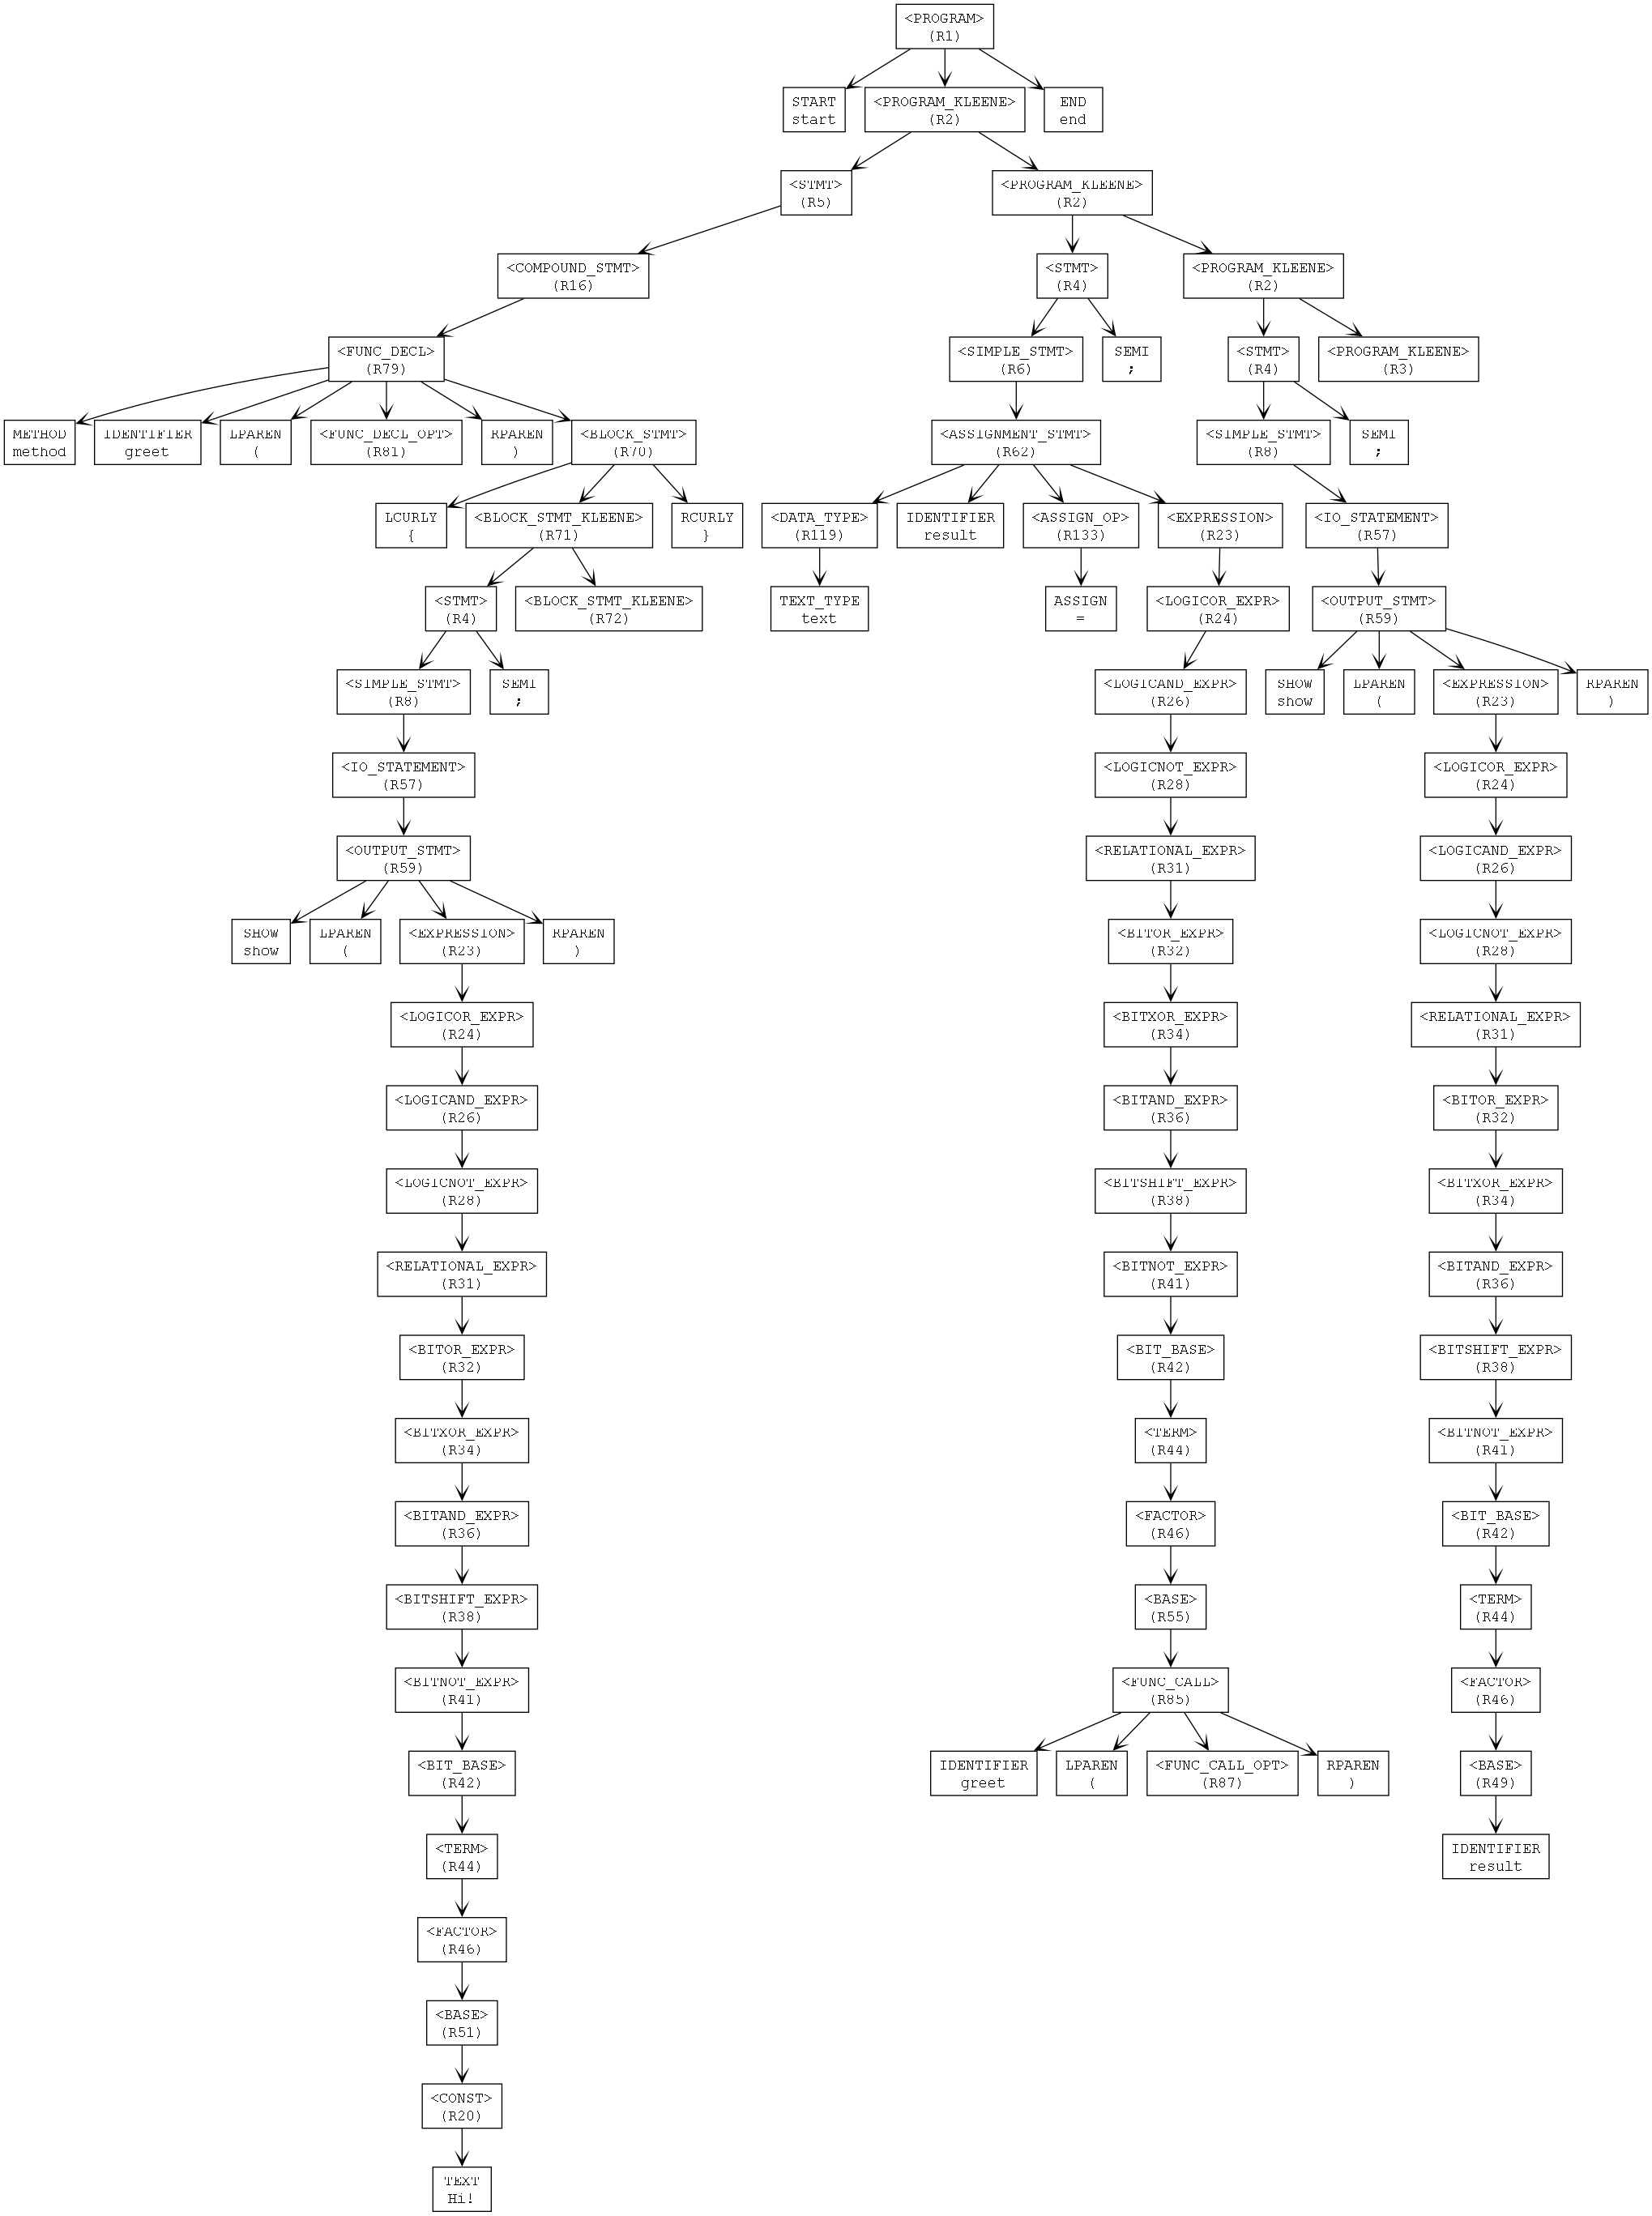 <PROGRAM>
(R1)
START
start
<PROGRAM_KLEENE>
(R2)
END
end
<STMT>
(R5)
<PROGRAM_KLEENE>
(R2)
<COMPOUND_STMT>
(R16)
<STMT>
(R4)
<PROGRAM_KLEENE>
(R2)
<FUNC_DECL>
(R79)
<SIMPLE_STMT>
(R6)
SEMI
;
<STMT>
(R4)
<PROGRAM_KLEENE>
(R3)
METHOD
method
IDENTIFIER
greet
LPAREN
(
<FUNC_DECL_OPT>
(R81)
RPAREN
)
<BLOCK_STMT>
(R70)
<ASSIGNMENT_STMT>
(R62)
<SIMPLE_STMT>
(R8)
SEMI
;
LCURLY
{
<BLOCK_STMT_KLEENE>
(R71)
RCURLY
}
<DATA_TYPE>
(R119)
IDENTIFIER
result
<ASSIGN_OP>
(R133)
<EXPRESSION>
(R23)
<IO_STATEMENT>
(R57)
<STMT>
(R4)
<BLOCK_STMT_KLEENE>
(R72)
TEXT_TYPE
text
ASSIGN
=
<LOGICOR_EXPR>
(R24)
<OUTPUT_STMT>
(R59)
<SIMPLE_STMT>
(R8)
SEMI
;
<LOGICAND_EXPR>
(R26)
SHOW
show
LPAREN
(
<EXPRESSION>
(R23)
RPAREN
)
<IO_STATEMENT>
(R57)
<LOGICNOT_EXPR>
(R28)
<LOGICOR_EXPR>
(R24)
<OUTPUT_STMT>
(R59)
<RELATIONAL_EXPR>
(R31)
<LOGICAND_EXPR>
(R26)
SHOW
show
LPAREN
(
<EXPRESSION>
(R23)
RPAREN
)
<BITOR_EXPR>
(R32)
<LOGICNOT_EXPR>
(R28)
<LOGICOR_EXPR>
(R24)
<BITXOR_EXPR>
(R34)
<RELATIONAL_EXPR>
(R31)
<LOGICAND_EXPR>
(R26)
<BITAND_EXPR>
(R36)
<BITOR_EXPR>
(R32)
<LOGICNOT_EXPR>
(R28)
<BITSHIFT_EXPR>
(R38)
<BITXOR_EXPR>
(R34)
<RELATIONAL_EXPR>
(R31)
<BITNOT_EXPR>
(R41)
<BITAND_EXPR>
(R36)
<BITOR_EXPR>
(R32)
<BIT_BASE>
(R42)
<BITSHIFT_EXPR>
(R38)
<BITXOR_EXPR>
(R34)
<TERM>
(R44)
<BITNOT_EXPR>
(R41)
<BITAND_EXPR>
(R36)
<FACTOR>
(R46)
<BIT_BASE>
(R42)
<BITSHIFT_EXPR>
(R38)
<BASE>
(R55)
<TERM>
(R44)
<BITNOT_EXPR>
(R41)
<FUNC_CALL>
(R85)
<FACTOR>
(R46)
<BIT_BASE>
(R42)
IDENTIFIER
greet
LPAREN
(
<FUNC_CALL_OPT>
(R87)
RPAREN
)
<BASE>
(R49)
<TERM>
(R44)
IDENTIFIER
result
<FACTOR>
(R46)
<BASE>
(R51)
<CONST>
(R20)
TEXT
Hi!